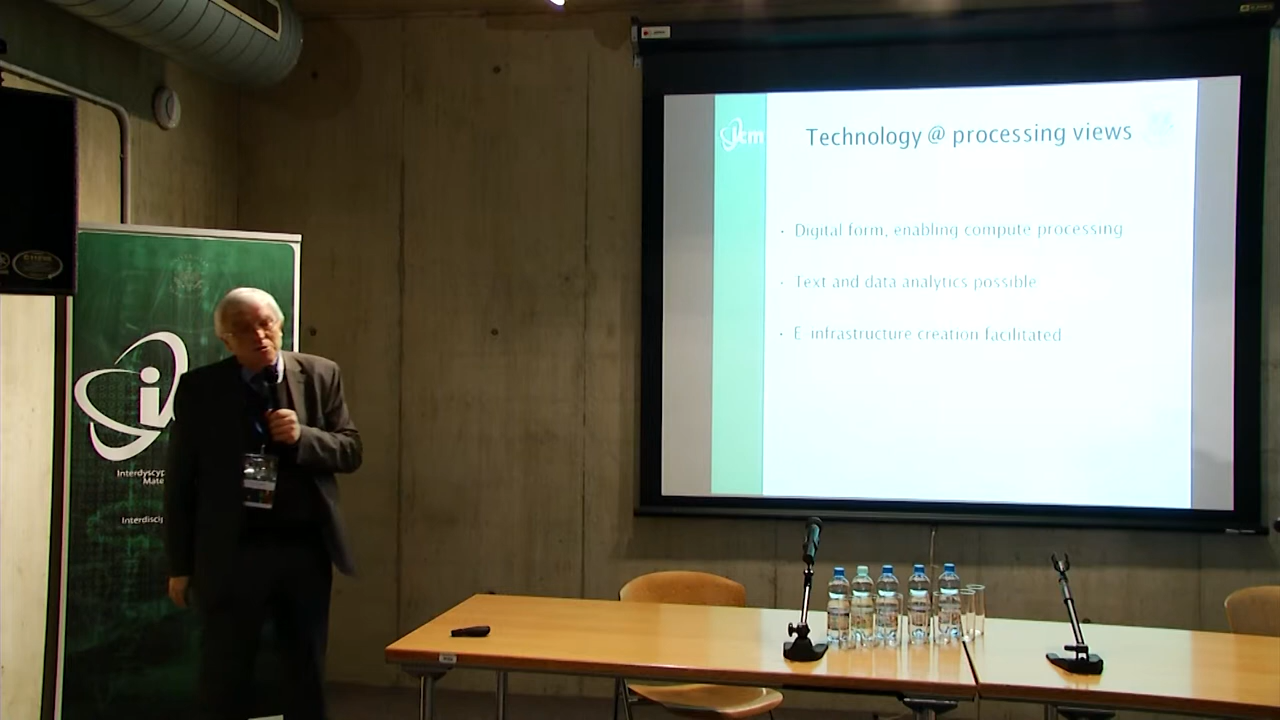 icm
Technology @ processing views
· Digital form, enabling compute processing
· Text and data analytics possible
· E infrastructure creation facilitated
i
Interdyscyp
Mate
Interdiscip